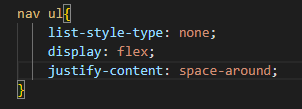 nav ul{
    list-style-type: none;
    display: flex;
    justify-content: space-around;
}